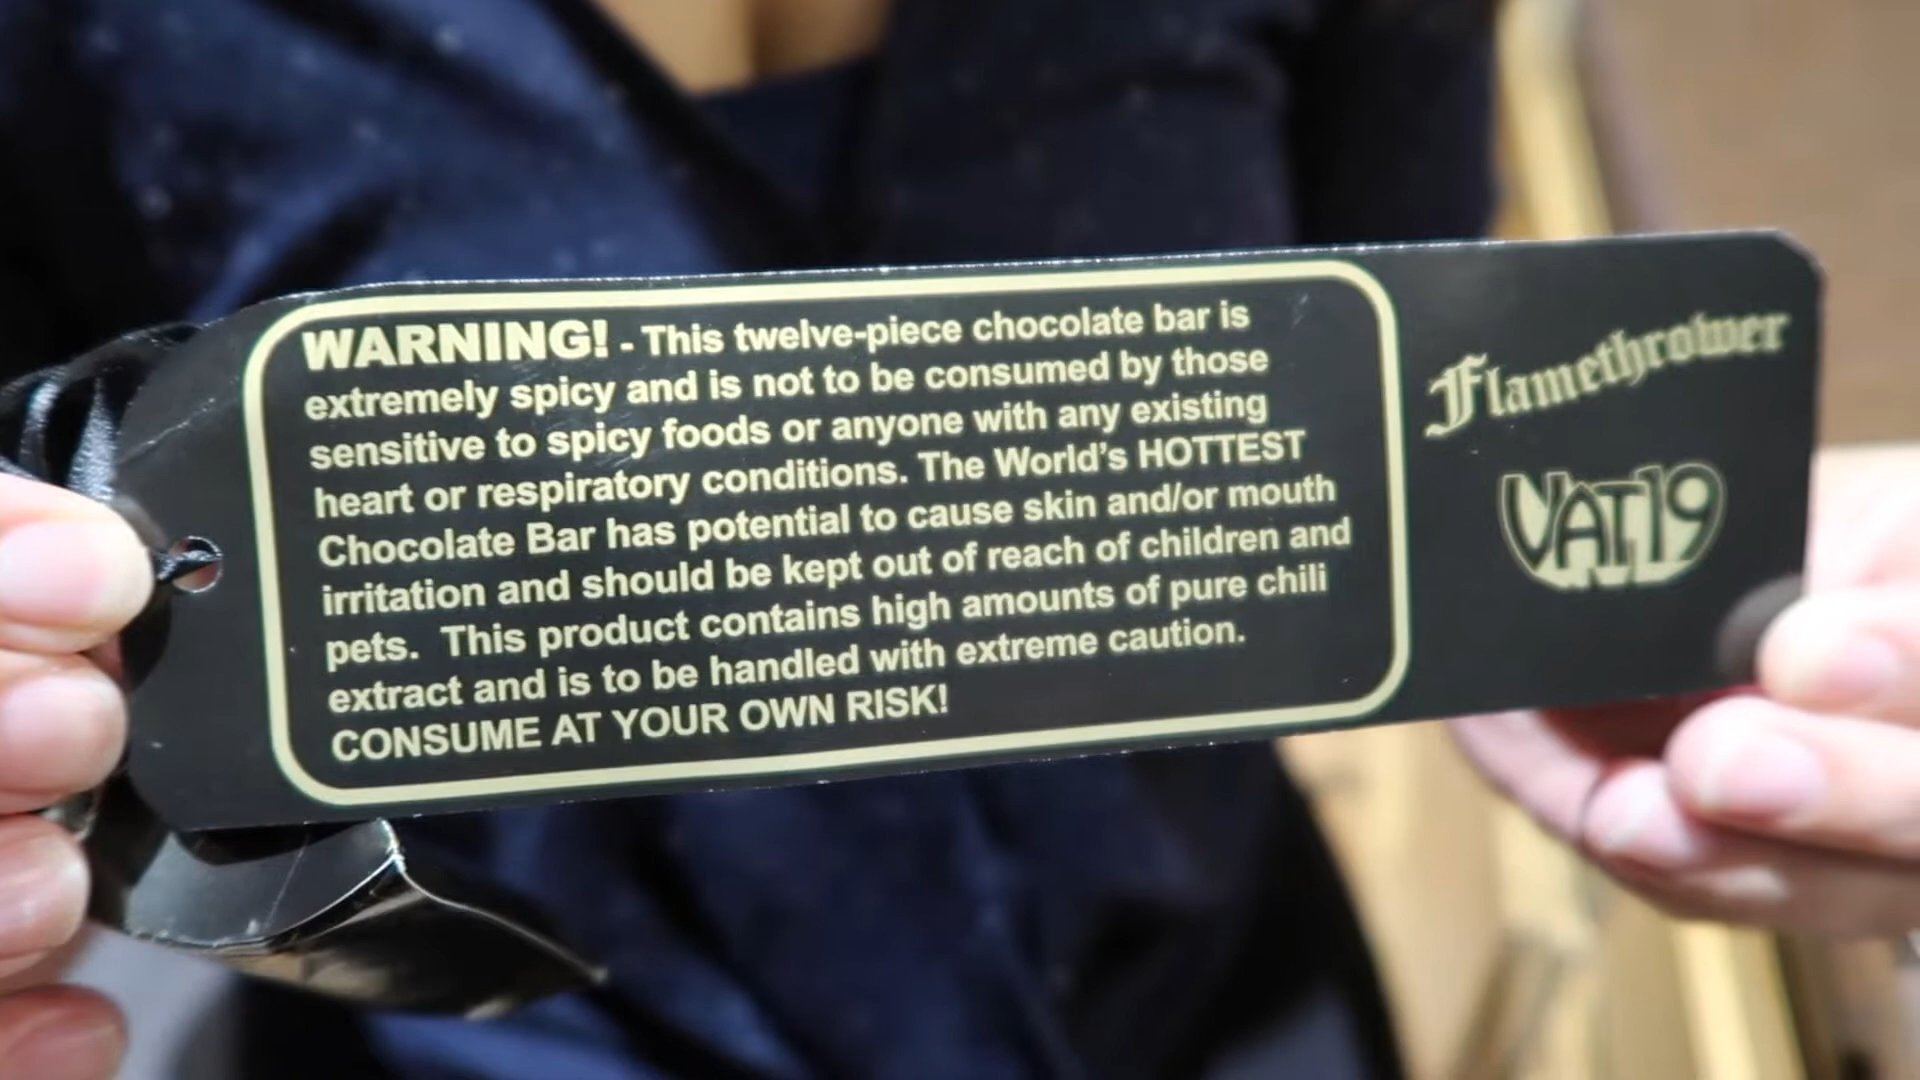 WARNING! - This twelve-piece chocolate bar is
extremely spicy and is not to be consumed by those
sensitive to spicy foods or anyone with any existing
heart or respiratory conditions. The World's HOTTEST
Chocolate Bar has potential to cause skin and/or mouth
irritation and should be kept out of reach of children and
pets. This product contains high amounts of pure chili
extract and is to be handled with extreme caution.
CONSUME AT YOUR OWN RISK!
Flamethrower
VAT19